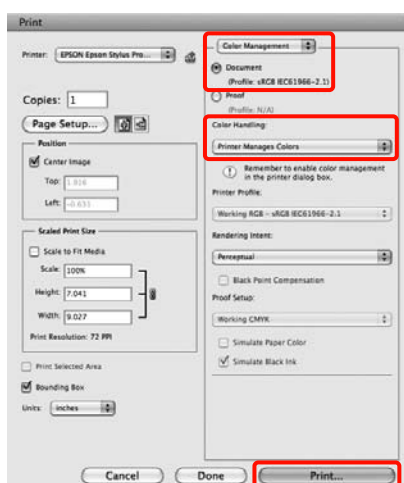 Print
Printer: EPSON Epson Stylus Pro...
Copies: 1
Page Setup...
Position
Center Image
Top: 1.916
Left: -0.651
Scaled Print Size
Scale to Fit Media
Scale: 100%
Height: 7.041
Width: 9.027
Print Resolution: 72 PPI
Print Selected Area
Bounding Box
Units: inches
Color Management
Document
(Profile: sRGB IEC61966-2.1)
Proof
(Profile: N/A)
Color Handling:
Printer Manages Colors
Remember to enable color management
in the printer dialog box.
Printer Profile:
Working RGB - sRGB IEC61966-2.1
Rendering Intent:
Perceptual
Black Point Compensation
Proof Setup:
Working CMYK
Simulate Paper Color
Simulate Black Ink
Cancel
Done
Print...